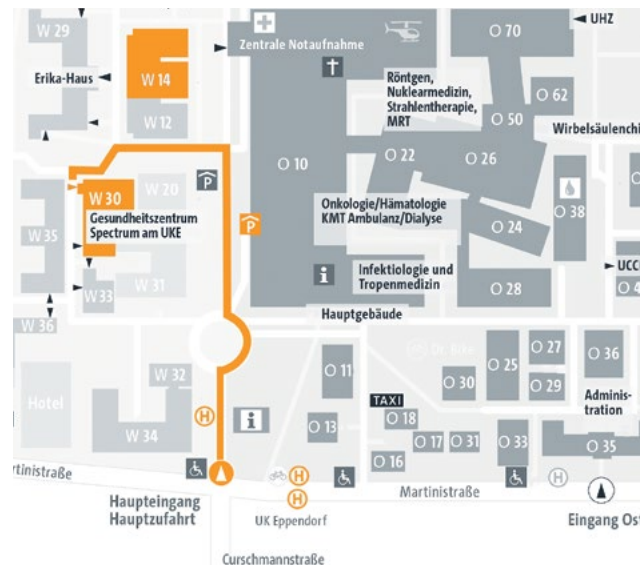 W 29
O 70
UHZ
Zentrale Notaufnahme
Erika-Haus
W 14
Röntgen,
Nuklearmedizin,
Strahlentherapie,
MRT
O 62
W 12
O 50
Wirbelsäulenchi
O 10
O 22
O 26
P
W 30
W 20
O 38
Gesundheitszentrum
Spectrum am UKE
Onkologie/Hämatologie
KMT Ambulanz/Dialyse
P
O 24
W 35
i
Infektiologie und
Tropenmedizin
UCC
W 33
W 31
O 28
O 4
Hauptgebäude
W 36
O 11
O 25
O 27
O 36
W 32
O 30
O 29
Hotel
Adminis-
tration
TAXI
H
i
O 13
O 18
W 34
O 17
O 31
O 33
O 35
O 16
rtinistraße
H
H
H
Martinistraße
Haupteingang
Hauptzufahrt
UK Eppendorf
Eingang Ost
Curschmannstraße